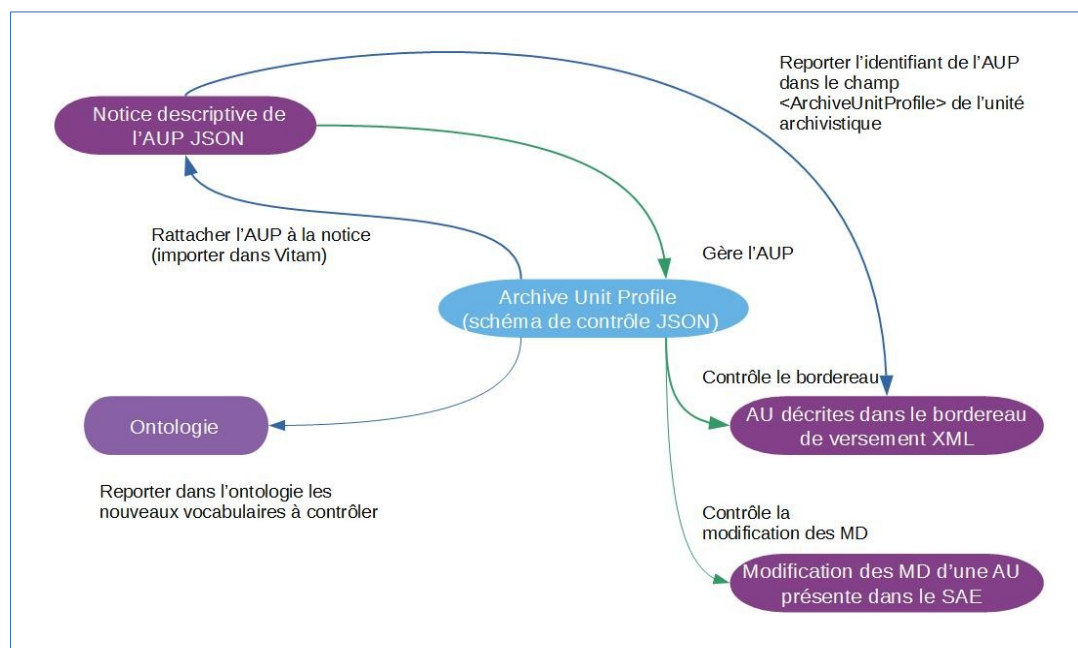 Reporter l’identifiant de l’AUP
dans le champ
<ArchiveUnitProfile> de l’unité
archivistique
Notice descriptive de
l’AUP JSON
Rattacher l’AUP à la notice
(importer dans Vitam)
Gère l’AUP
Archive Unit Profile
(schéma de contrôle JSON)
Contrôle le bordereau
AU décrites dans le bordereau
de versement XML
Ontologie
Reporter dans l’ontologie les
nouveaux vocabulaires à contrôler
Contrôle la
modification des MD
Modification des MD d’une AU
présente dans le SAE